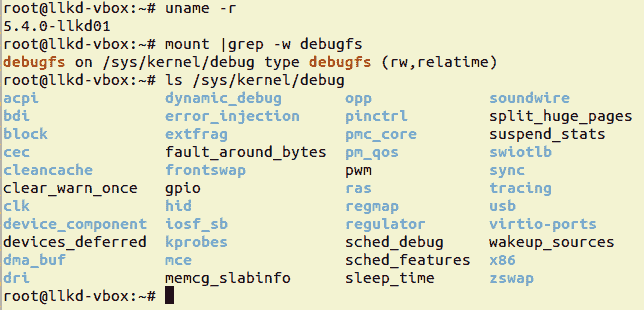 root@llkd-vbox:~# uname -r
5.4.0-llkd01
root@llkd-vbox:~# mount |grep -w debugfs
debugfs on /sys/kernel/debug type debugfs (rw,relatime)
root@llkd-vbox:~# ls /sys/kernel/debug
acpi dynamic_debug opp soundwire
bdi error_injection pinctrl split_huge_pages
block extfrag pmc_core suspend_stats
cec fault_around_bytes pm_qos swiotlb
cleancache frontswap pwm sync
clear_warn_once gpio ras tracing
clk hid regmap usb
device_component iosf_sb regulator virtio-ports
devices_deferred kprobes sched_debug wakeup_sources
dma_buf mce sched_features x86
dri memcg_slabinfo sleep_time zswap
root@llkd-vbox:~#